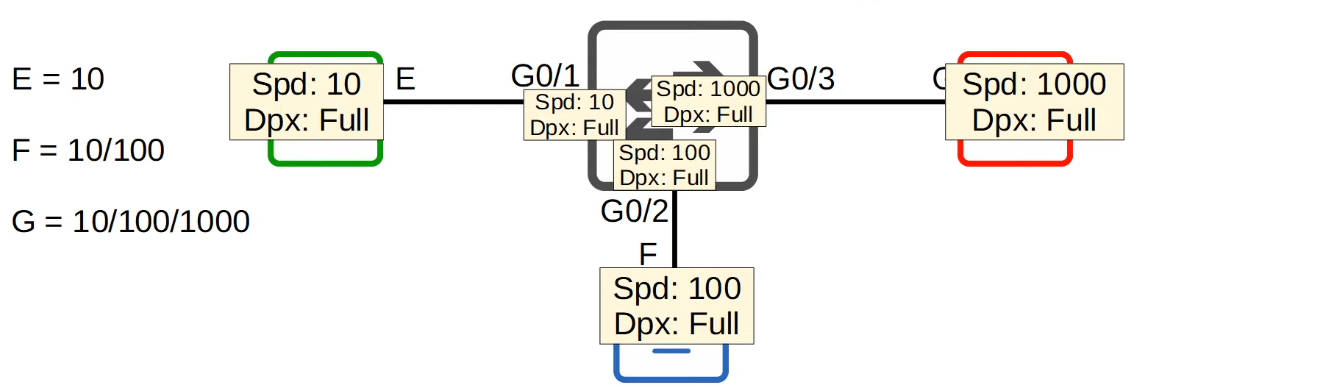 E = 10
F = 10/100
G = 10/100/1000
Spd: 10
Dpx: Full
E
G0/1
Spd: 10
Dpx: Full
Spd: 1000
Dpx: Full
G0/3
Spd: 1000
Dpx: Full
Spd: 100
Dpx: Full
G0/2
F
Spd: 100
Dpx: Full